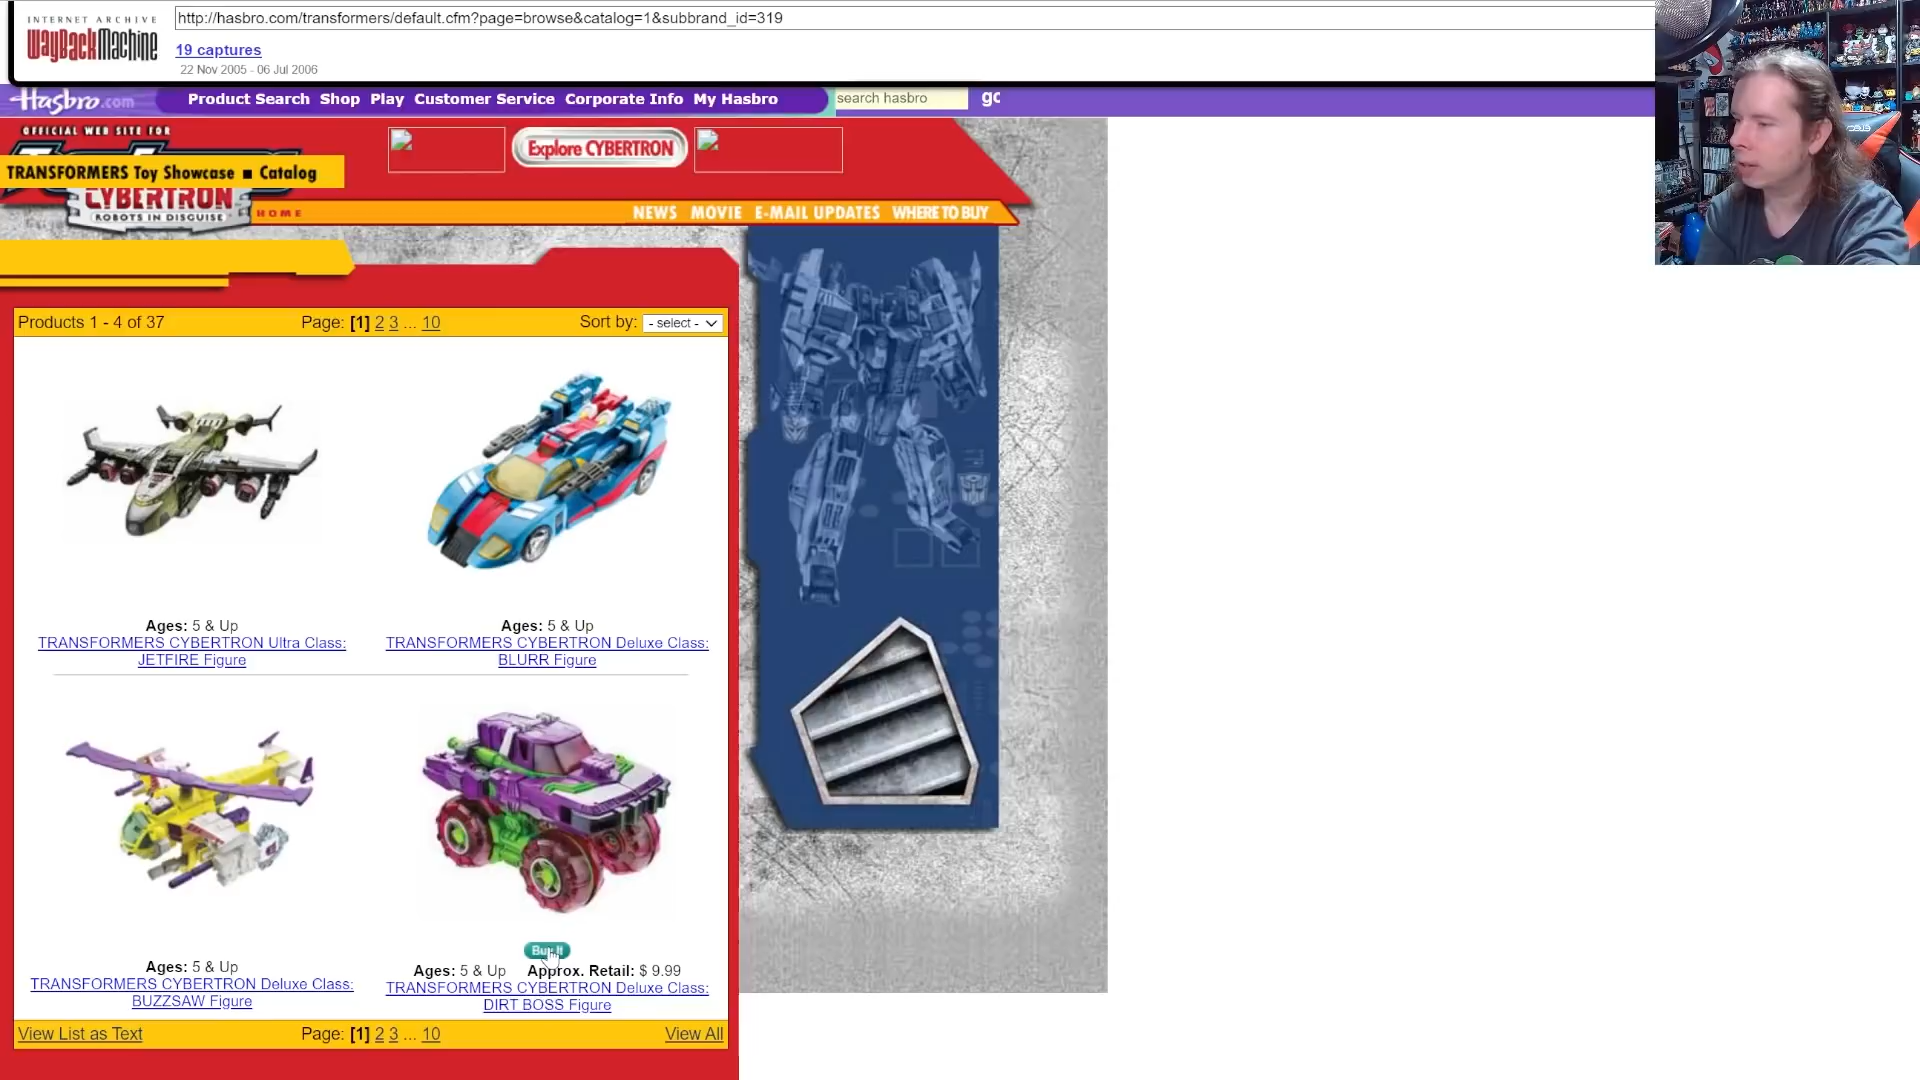 INTERNET ARCHIVE
WayBackMachine
http://hasbro.com/transformers/default.cfm?page=browse&catalog=1&subbrand_id=319
19 captures
22 Nov 2005 - 06 Jul 2006
Hasbro.com
Product Search Shop Play Customer Service Corporate Info My Hasbro
search hasbro
OFFICIAL WEB SITE FOR
Explore CYBERTRON
TRANSFORMERS Toy Showcase ■ Catalog
CYBERTRON
ROBOTS IN DISGUISE
HOME
NEWS MOVIE E-MAIL UPDATES WHERE TO BUY
Products 1 - 4 of 37
Page: [1] 2 3 ... 10
Sort by: - select -
Ages: 5 & Up
TRANSFORMERS CYBERTRON Ultra Class:
JETFIRE Figure
Ages: 5 & Up
TRANSFORMERS CYBERTRON Deluxe Class:
BLURR Figure
Ages: 5 & Up
TRANSFORMERS CYBERTRON Deluxe Class:
BUZZSAW Figure
Buy It
Ages: 5 & Up Approx. Retail: $ 9.99
TRANSFORMERS CYBERTRON Deluxe Class:
DIRT BOSS Figure
View List as Text
Page: [1] 2 3 ... 10
View All